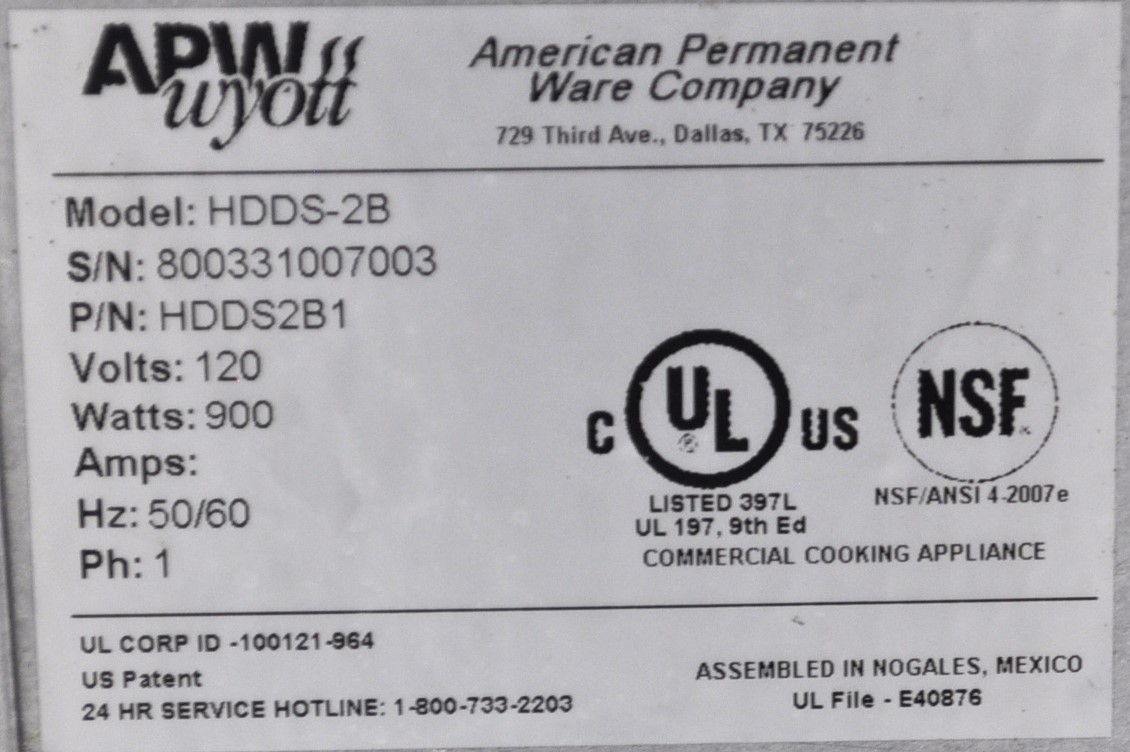 APW
wyott
American Permanent
Ware Company
729 Third Ave., Dallas, TX 75226
Model: HDDS-2B
S/N: 800331007003
P/N: HDDS2B1
Volts: 120
Watts: 900
Amps:
Hz: 50/60
Ph: 1
C UL® US
LISTED 397L
UL 197, 9th Ed
NSF
NSF/ANSI 4-2007e
COMMERCIAL COOKING APPLIANCE
UL CORP ID -100121-964
US Patent
24 HR SERVICE HOTLINE: 1-800-733-2203
ASSEMBLED IN NOGALES, MEXICO
UL File - E40876